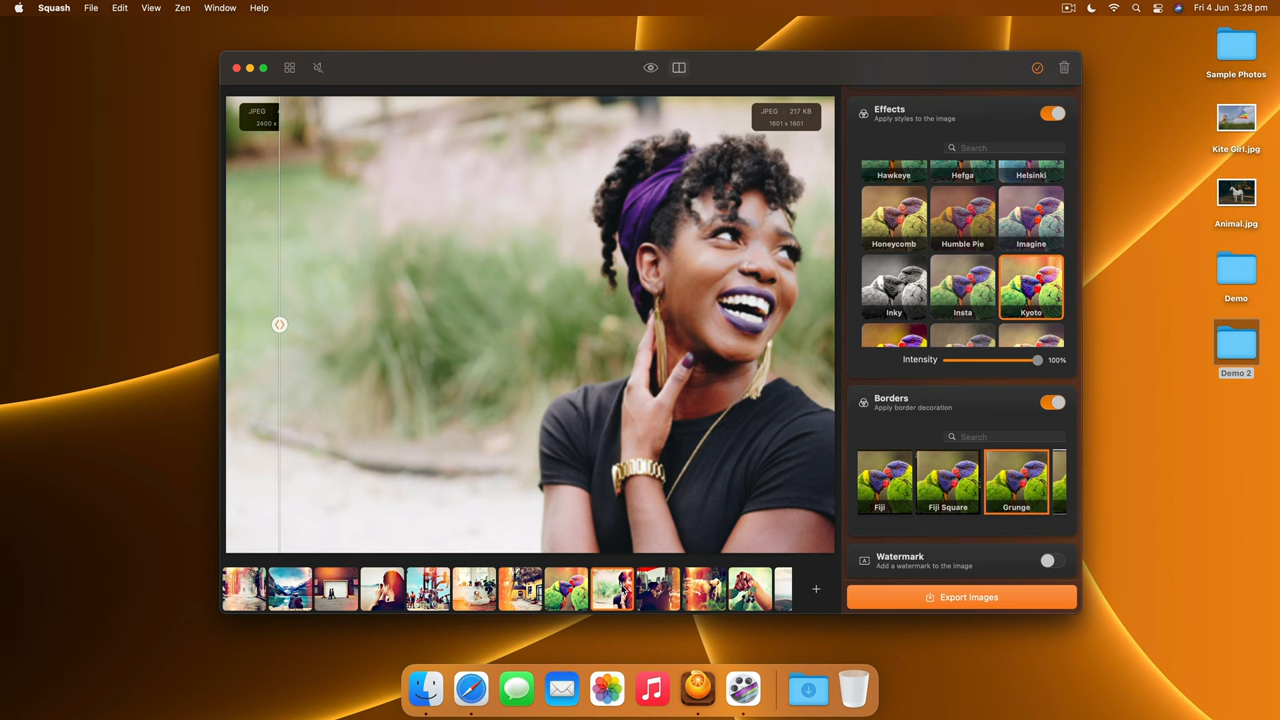 Squash File Edit View Zen Window Help
Fri 4 Jun 3:28 pm
JPEG
2400 x
JPEG 217 KB
1601 x 1601
Effects
Apply styles to the image
Search
Hawkeye Hefga Helsinki
Honeycomb Humble Pie Imagine
Inky Insta Kyoto
Intensity 100%
Borders
Apply border decoration
Search
Fiji Fiji Square Grunge
A
Watermark
Add a watermark to the image
Export Images
Sample Photos
Kite Girl.jpg
Animal.jpg
Demo
Demo 2